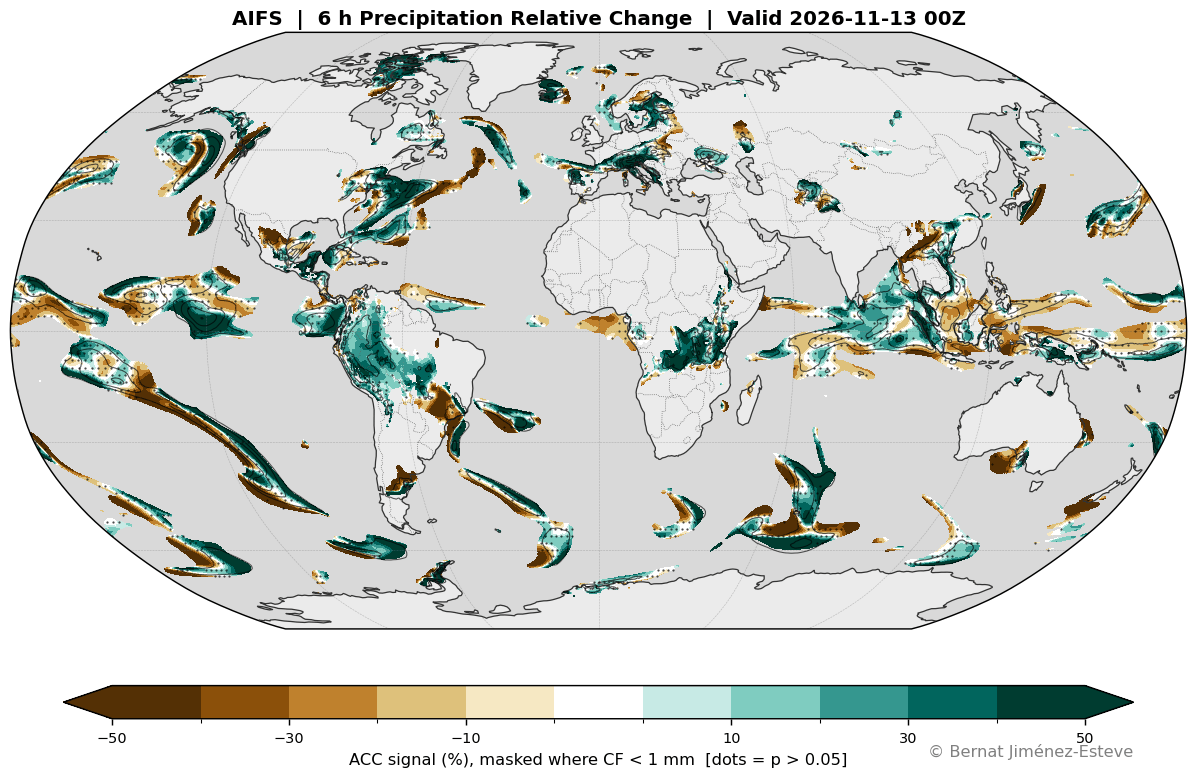 AIFS | 6 h Precipitation Relative Change | Valid 2026-11-13 00Z
−50 −30 −10 10 30 50
© Bernat Jiménez-Esteve
ACC signal (%), masked where CF < 1 mm [dots = p > 0.05]